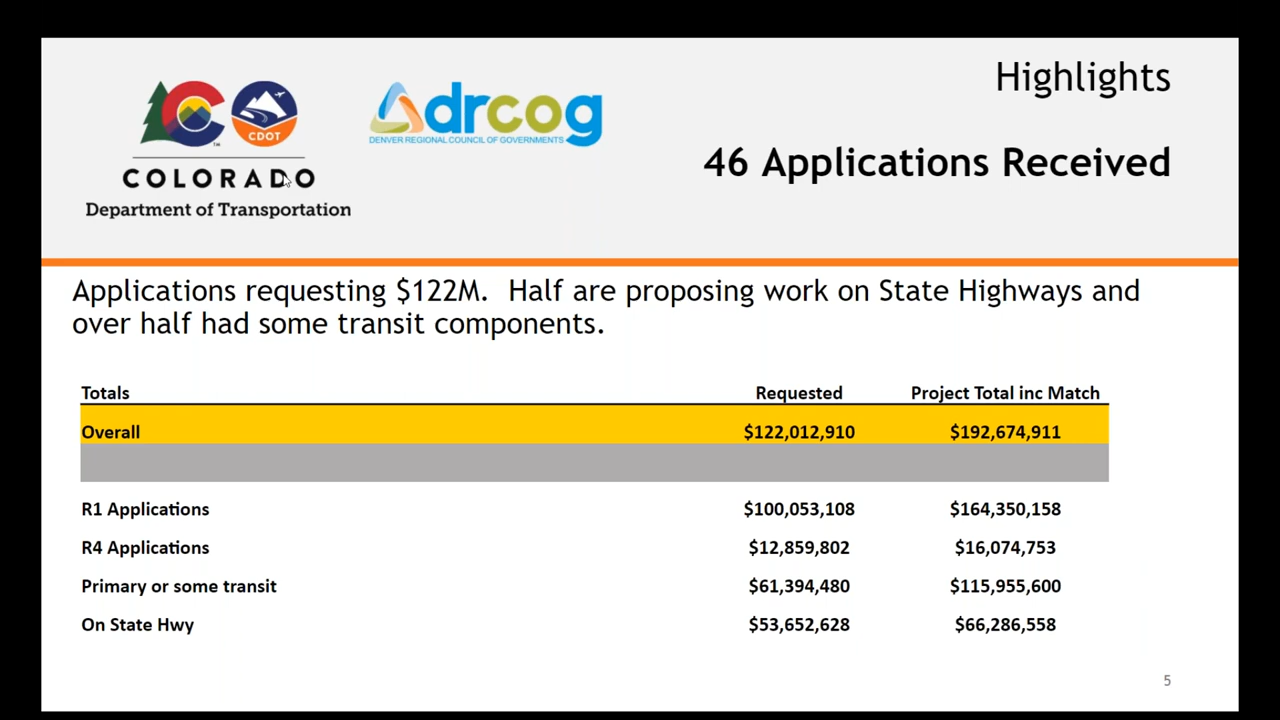 Highlights
46 Applications Received
CDOT
TM
COLORADO
Department of Transportation
drcog
DENVER REGIONAL COUNCIL OF GOVERNMENTS
Applications requesting $122M. Half are proposing work on State Highways and
over half had some transit components.
Totals Requested Project Total inc Match
Overall $122,012,910 $192,674,911
R1 Applications $100,053,108 $164,350,158
R4 Applications $12,859,802 $16,074,753
Primary or some transit $61,394,480 $115,955,600
On State Hwy $53,652,628 $66,286,558
5